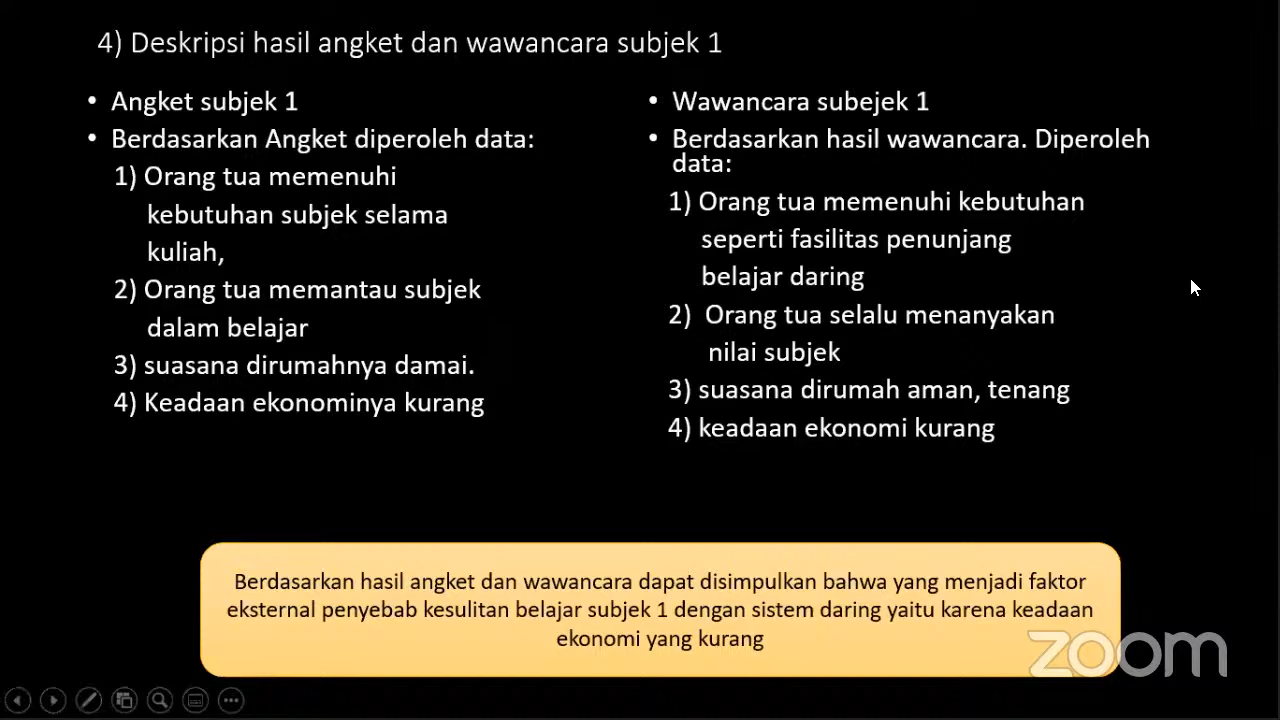 4) Deskripsi hasil angket dan wawancara subjek 1
• Angket subjek 1
• Berdasarkan Angket diperoleh data:
1) Orang tua memenuhi
kebutuhan subjek selama
kuliah,
2) Orang tua memantau subjek
dalam belajar
3) suasana dirumahnya damai.
4) Keadaan ekonominya kurang
• Wawancara subejek 1
• Berdasarkan hasil wawancara. Diperoleh
data:
1) Orang tua memenuhi kebutuhan
seperti fasilitas penunjang
belajar daring
2) Orang tua selalu menanyakan
nilai subjek
3) suasana dirumah aman, tenang
4) keadaan ekonomi kurang
Berdasarkan hasil angket dan wawancara dapat disimpulkan bahwa yang menjadi faktor
eksternal penyebab kesulitan belajar subjek 1 dengan sistem daring yaitu karena keadaan
ekonomi yang kurang
zoom